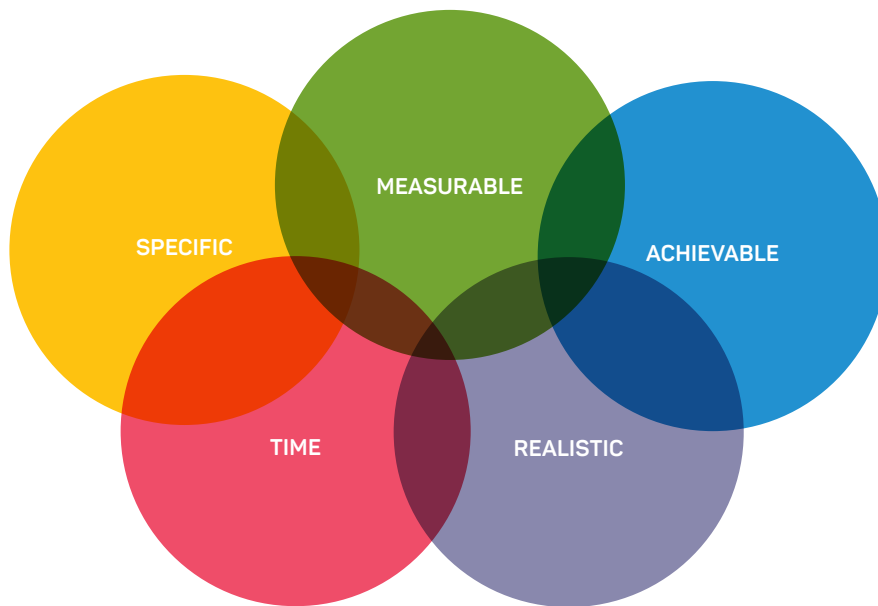 MEASURABLE
SPECIFIC
ACHIEVABLE
TIME
REALISTIC